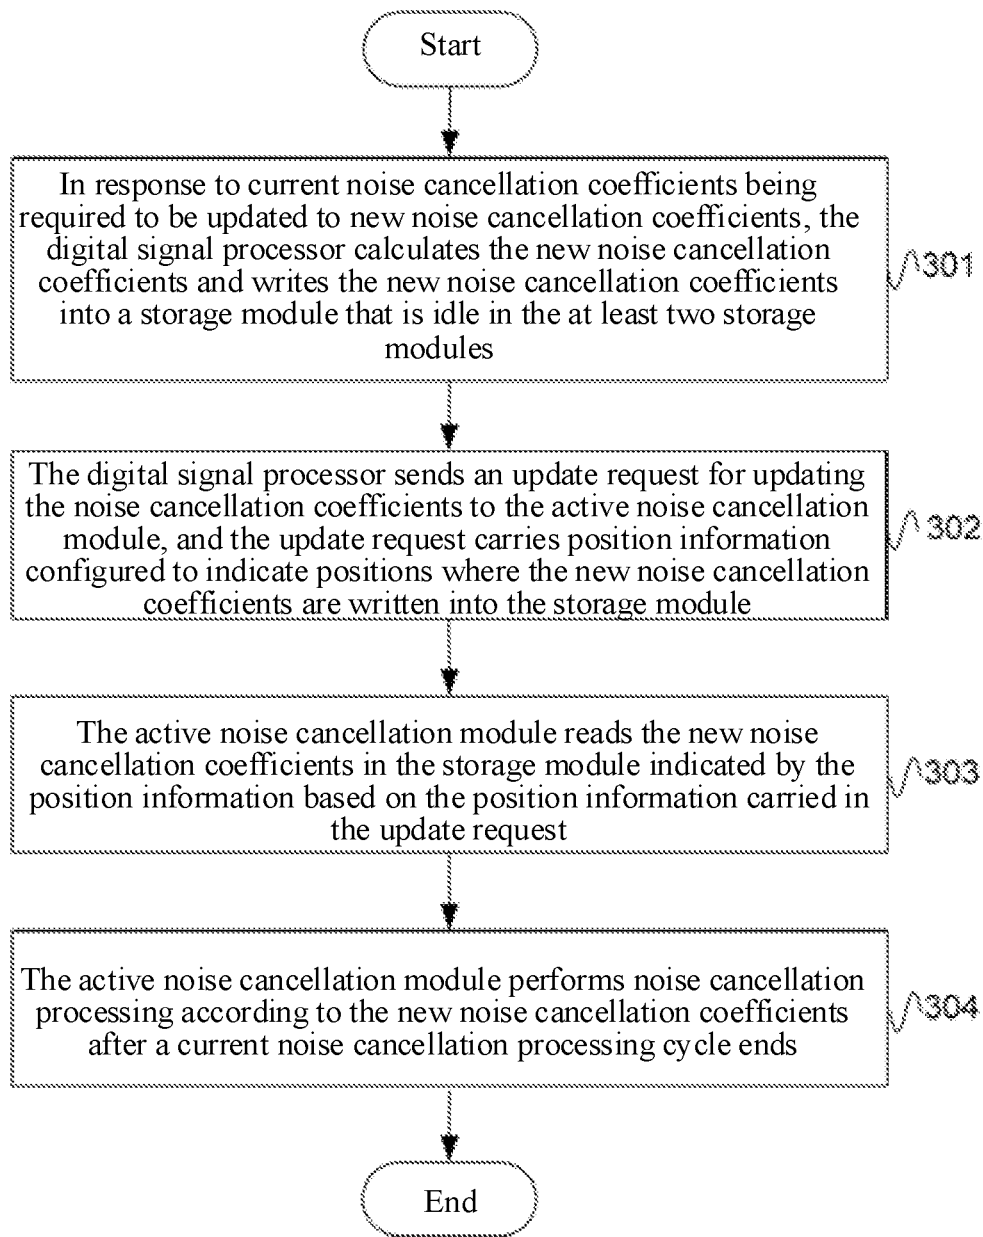 Start
In response to current noise cancellation coefficients being
required to be updated to new noise cancellation coefficients, the
digital signal processor calculates the new noise cancellation
coefficients and writes the new noise cancellation coefficients
into a storage module that is idle in the at least two storage
modules
301
The digital signal processor sends an update request for updating
the noise cancellation coefficients to the active noise cancellation
module, and the update request carries position information
configured to indicate positions where the new noise cancellation
coefficients are written into the storage module
302
The active noise cancellation module reads the new noise
cancellation coefficients in the storage module indicated by the
position information based on the position information carried in
the update request
303
The active noise cancellation module performs noise cancellation
processing according to the new noise cancellation coefficients
after a current noise cancellation processing cycle ends
304
End